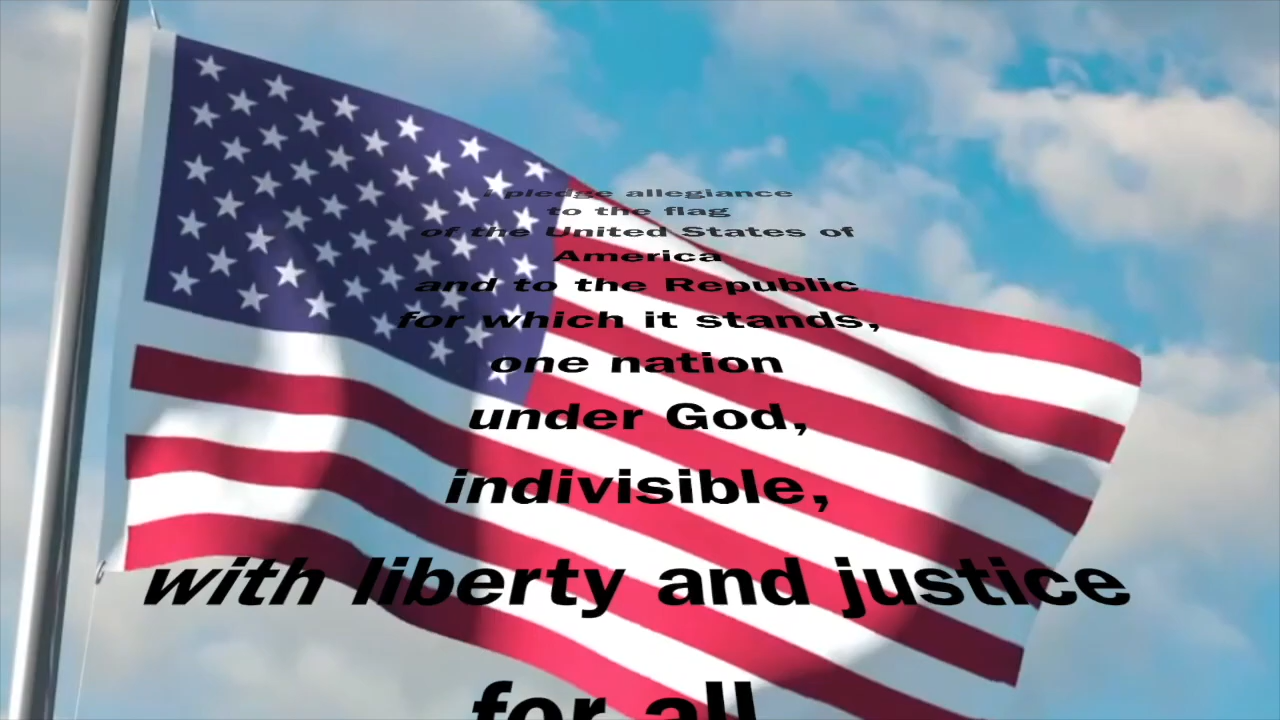 i pledge allegiance
to the flag
of the United States of
America
and to the Republic
for which it stands,
one nation
under God,
indivisible,
with liberty and justice
for all